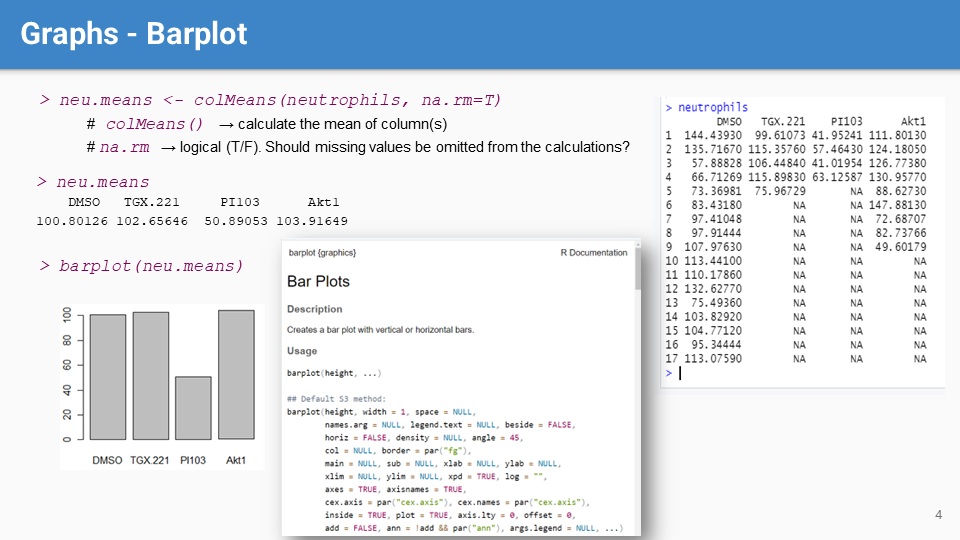 Graphs - Barplot
> neu.means <- colMeans(neutrophils, na.rm=T)
# colMeans() → calculate the mean of column(s)
# na.rm → logical (T/F). Should missing values be omitted from the calculations?
> neu.means
DMSO TGX.221 PI103 Akt1
100.80126 102.65646 50.89053 103.91649
> barplot(neu.means)
100
80
60
40
20
0
DMSO TGX.221 PI103 Akt1
barplot {graphics} R Documentation
Bar Plots
Description
Creates a bar plot with vertical or horizontal bars.
Usage
barplot(height, ...)
## Default S3 method:
barplot(height, width = 1, space = NULL,
names.arg = NULL, legend.text = NULL, beside = FALSE,
horiz = FALSE, density = NULL, angle = 45,
col = NULL, border = par("fg"),
main = NULL, sub = NULL, xlab = NULL, ylab = NULL,
xlim = NULL, ylim = NULL, xpd = TRUE, log = "",
axes = TRUE, axisnames = TRUE,
cex.axis = par("cex.axis"), cex.names = par("cex.axis"),
inside = TRUE, plot = TRUE, axis.lty = 0, offset = 0,
add = FALSE, ann = !add && par("ann"), args.legend = NULL, ...)
> neutrophils
DMSO TGX.221 PI103 Akt1
1 144.43930 99.61073 41.95241 111.80130
2 135.71670 115.35760 57.46430 124.18050
3 57.88828 106.44840 41.01954 126.77380
4 66.71269 115.89830 63.12587 130.95770
5 73.36981 75.96729 NA 88.62730
6 83.43180 NA NA 147.88130
7 97.41048 NA NA 72.68707
8 97.91444 NA NA 82.73766
9 107.97630 NA NA 49.60179
10 113.44100 NA NA NA
11 110.17860 NA NA NA
12 132.62770 NA NA NA
13 75.49360 NA NA NA
14 103.82920 NA NA NA
15 104.77120 NA NA NA
16 95.34444 NA NA NA
17 113.07590 NA NA NA
>
4